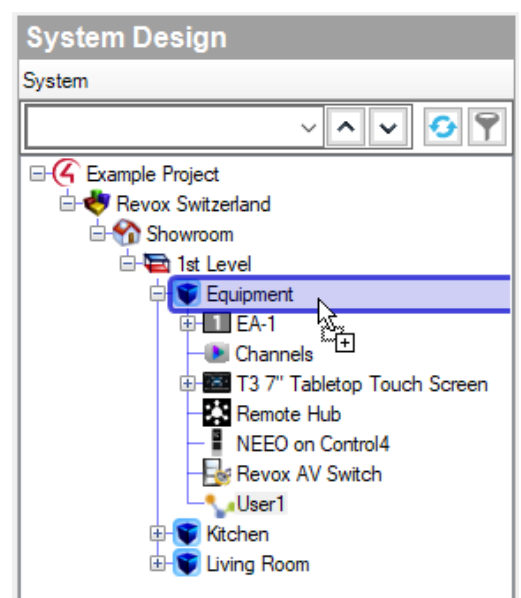 System Design
System
Example Project
Revox Switzerland
Showroom
1st Level
Equipment
1 EA-1
Channels
T3 7" Tabletop Touch Screen
Remote Hub
NEEO on Control4
Revox AV Switch
User1
Kitchen
Living Room